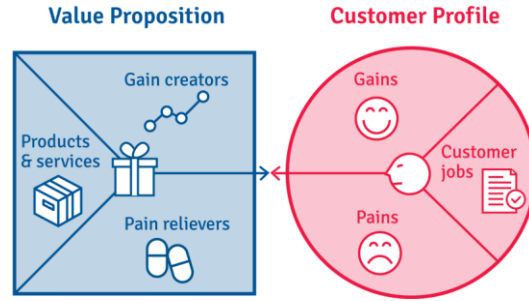 Value Proposition
Customer Profile
Gain creators
Products
& services
Pain relievers
Gains
Customer
jobs
Pains